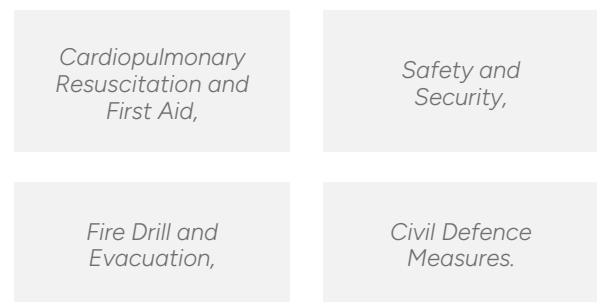 Cardiopulmonary
Resuscitation and
First Aid,
Safety and
Security,
Fire Drill and
Evacuation,
Civil Defence
Measures.